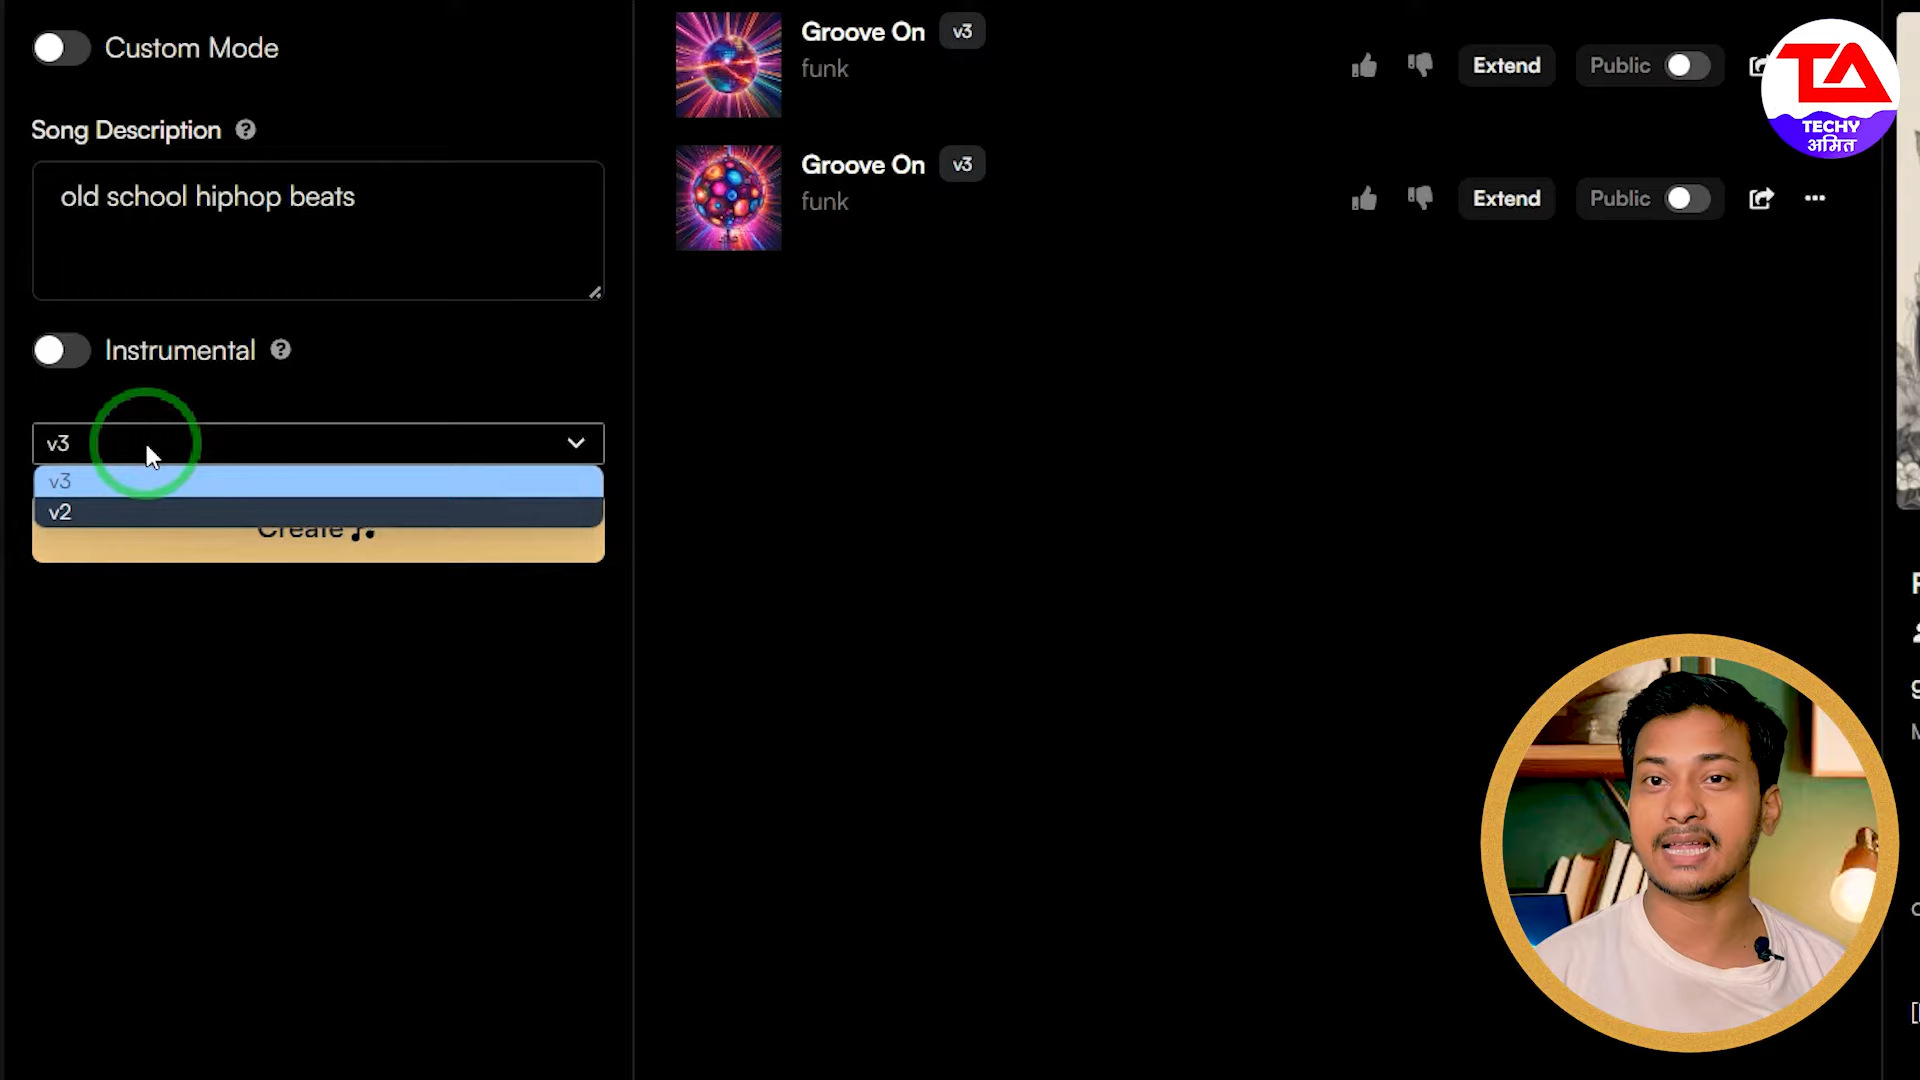 Custom Mode
Song Description
old school hiphop beats
Instrumental
v3
v3
v2
Create
Groove On v3
funk
Extend
Public
Groove On v3
funk
Extend
Public
TA
TECHY
अमित